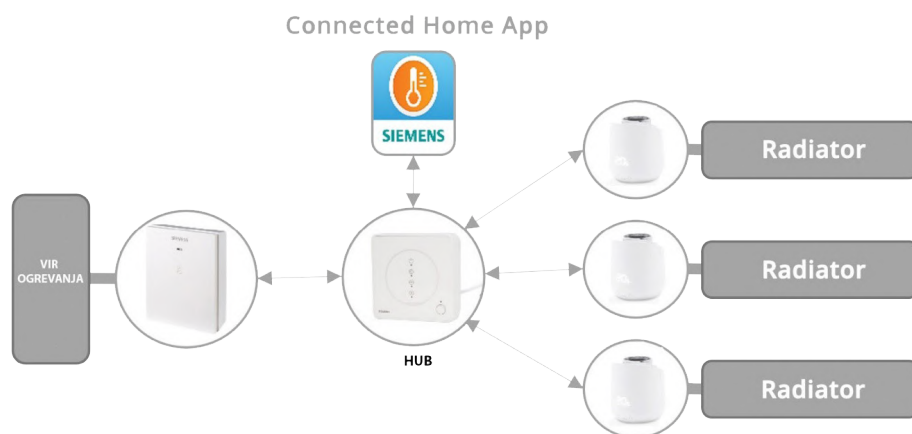 Connected Home App
SIEMENS
Radiator
VIR
OGREVANJA
Radiator
HUB
Radiator